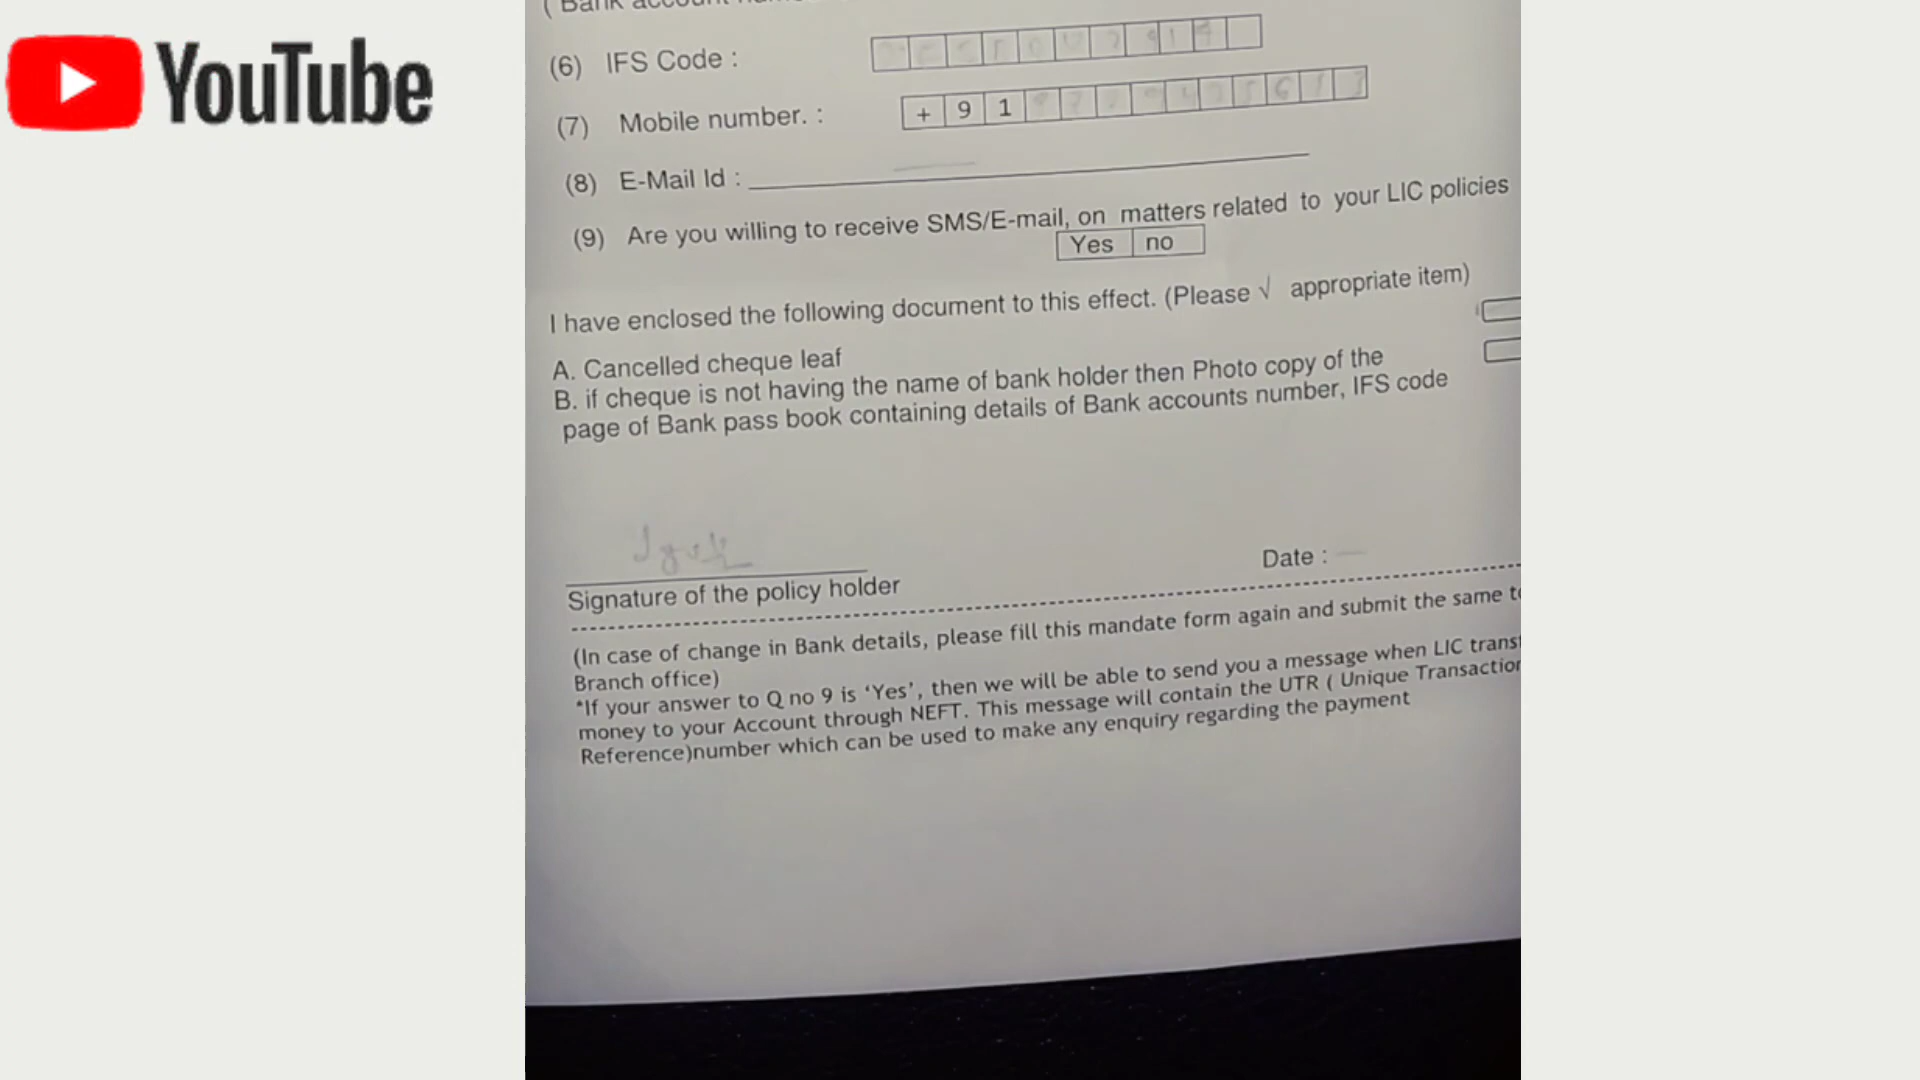 YouTube
( Bank account
(6) IFS Code :
(7) Mobile number. : + 9 1
(8) E-Mail Id :
(9) Are you willing to receive SMS/E-mail, on matters related to your LIC policies
Yes no
I have enclosed the following document to this effect. (Please √ appropriate item)
A. Cancelled cheque leaf
B. if cheque is not having the name of bank holder then Photo copy of the
page of Bank pass book containing details of Bank accounts number, IFS code
Date :
Signature of the policy holder
(In case of change in Bank details, please fill this mandate form again and submit the same to
Branch office)
*If your answer to Q no 9 is ‘Yes’, then we will be able to send you a message when LIC
money to your Account through NEFT. This message will contain the UTR ( Unique Transaction
Reference)number which can be used to make any enquiry regarding the payment